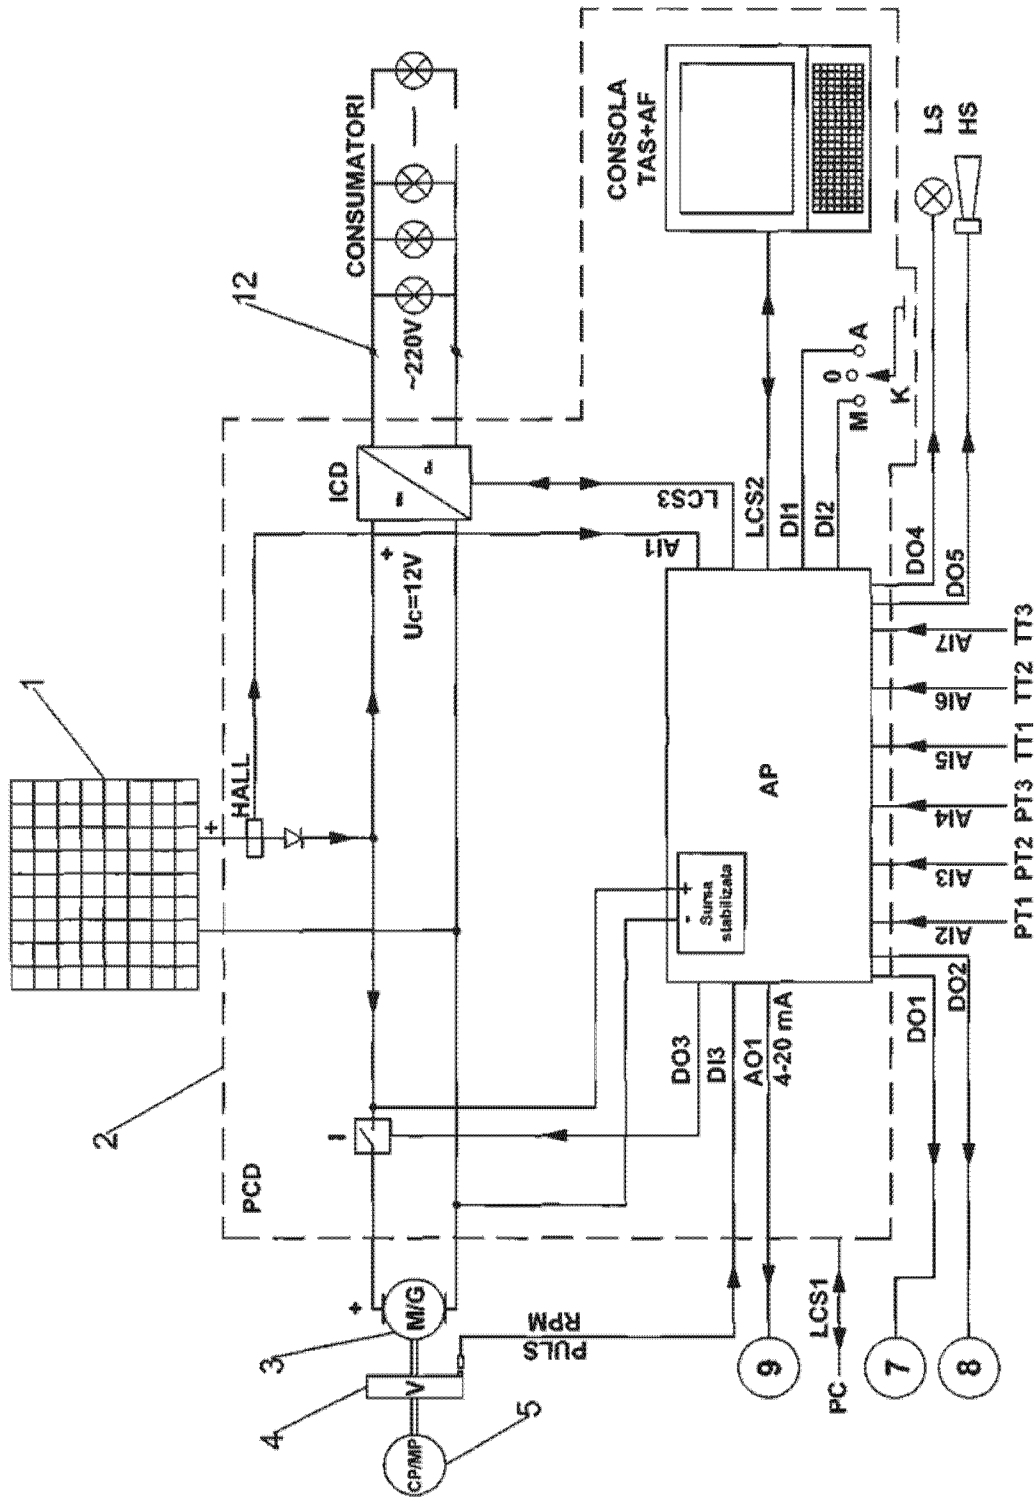 1
2
+
HALL
PCD
I
+
M/G
3
4
V
5
CP/MP
PULS
RPM
Uc=12V
+
ICD
12
~220V
CONSUMATORI
AI1
LCS3
LCS2
DI1
DI2
M
0
A
K
CONSOLA
TAS+AF
LS
HS
DO4
DO5
AP
+
-
Sursa
stabilizata
DO3
DI3
AO1
4-20 mA
DO1
DO2
AI2
AI3
AI4
AI5
AI6
AI7
PT1
PT2
PT3
TT1
TT2
TT3
9
PC
LCS1
7
8